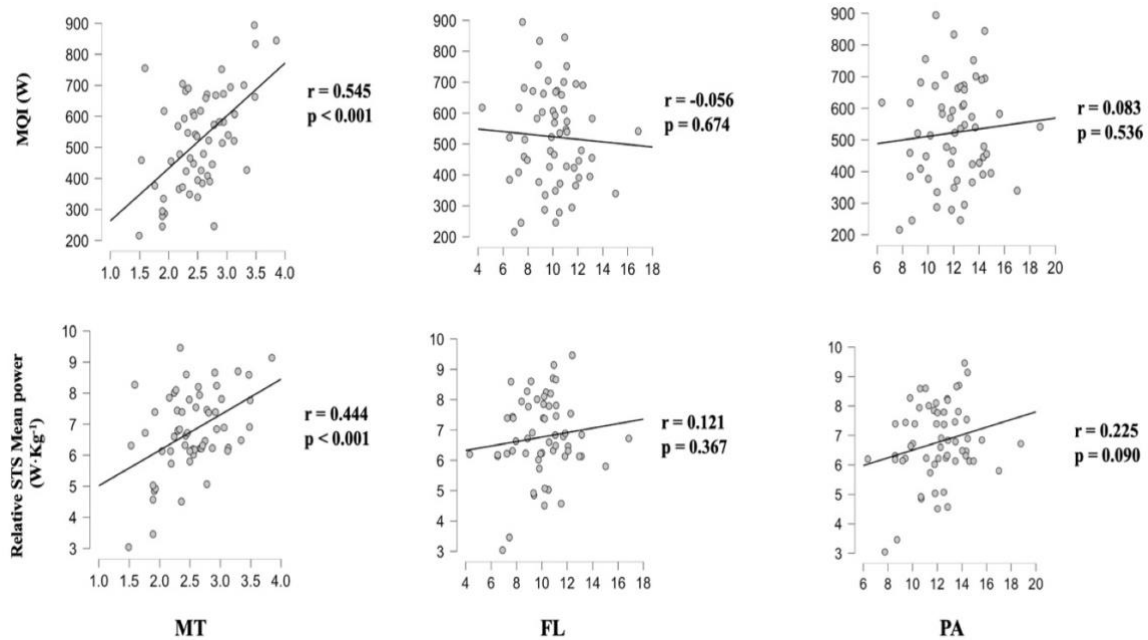 MQI (W)
900
800
700
600
500
400
300
200
1.0 1.5 2.0 2.5 3.0 3.5 4.0
r = 0.545
p < 0.001
900
800
700
600
500
400
300
200
4 6 8 10 12 14 16 18
r = -0.056
p = 0.674
900
800
700
600
500
400
300
200
6 8 10 12 14 16 18 20
r = 0.083
p = 0.536
Relative STS Mean power
(W·Kg⁻¹)
10
9
8
7
6
5
4
3
1.0 1.5 2.0 2.5 3.0 3.5 4.0
r = 0.444
p < 0.001
MT
10
9
8
7
6
5
4
3
4 6 8 10 12 14 16 18
r = 0.121
p = 0.367
FL
10
9
8
7
6
5
4
3
6 8 10 12 14 16 18 20
r = 0.225
p = 0.090
PA